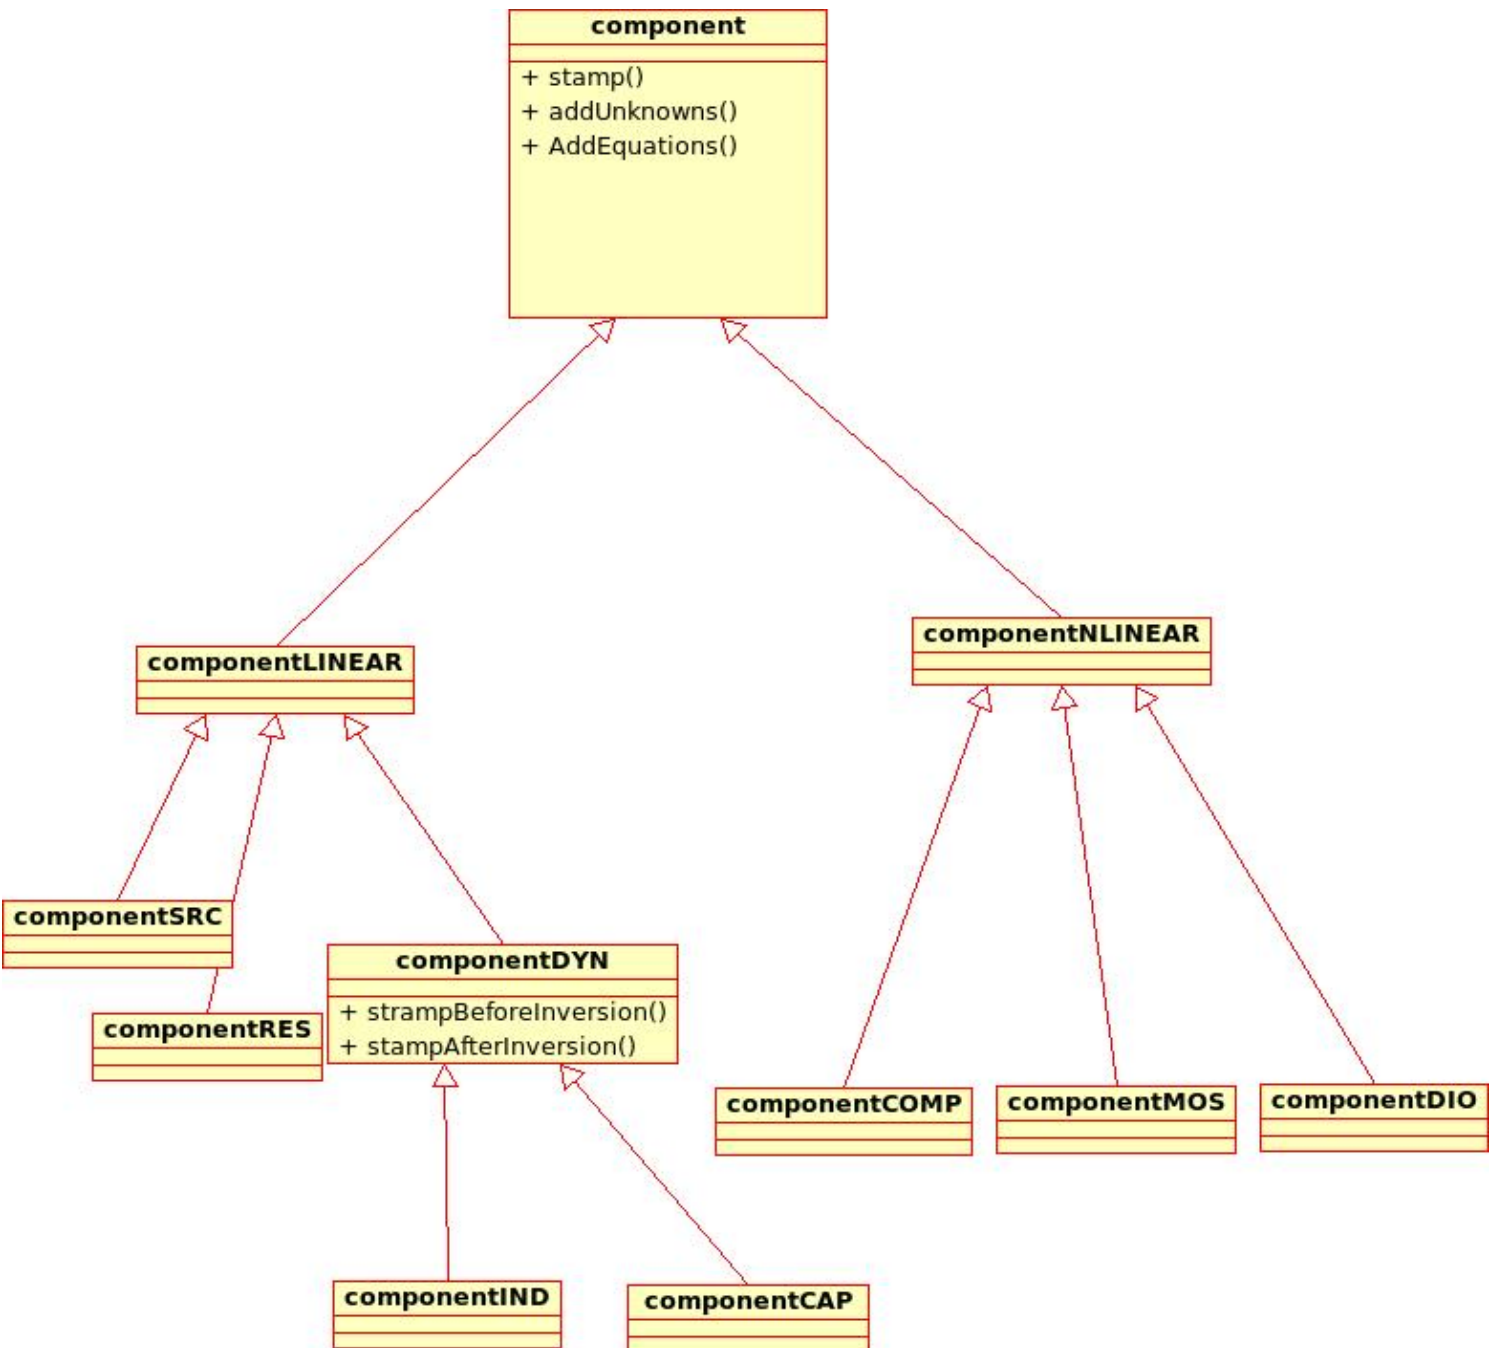 component
+ stamp()
+ addUnknowns()
+ AddEquations()
componentLINEAR
componentNLINEAR
componentSRC
componentRES
componentDYN
+ strampBeforeInversion()
+ stampAfterInversion()
componentCOMP
componentMOS
componentDIO
componentIND
componentCAP